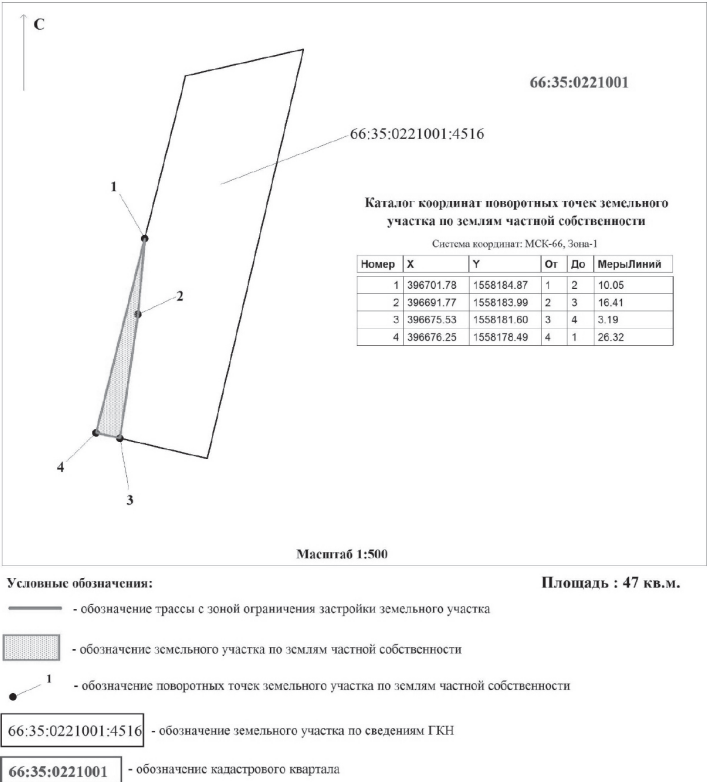 С
66:35:0221001
66:35:0221001:4516
1
2
4
3
Каталог координат поворотных точек земельного
участка по землям частной собственности
Система координат: МСК-66, Зона-1
Номер X Y От До МерыЛиний
1 396701.78 1558184.87 1 2 10.05
2 396691.77 1558183.99 2 3 16.41
3 396675.53 1558181.60 3 4 3.19
4 396676.25 1558178.49 4 1 26.32
Масштаб 1:500
Условные обозначения: Площадь : 47 кв.м.
- обозначение трассы с зоной ограничения застройки земельного участка
- обозначение земельного участка по землям частной собственности
1 - обозначение поворотных точек земельного участка по землям частной собственности
66:35:0221001:4516 - обозначение земельного участка по сведениям ГКН
66:35:0221001 - обозначение кадастрового квартала